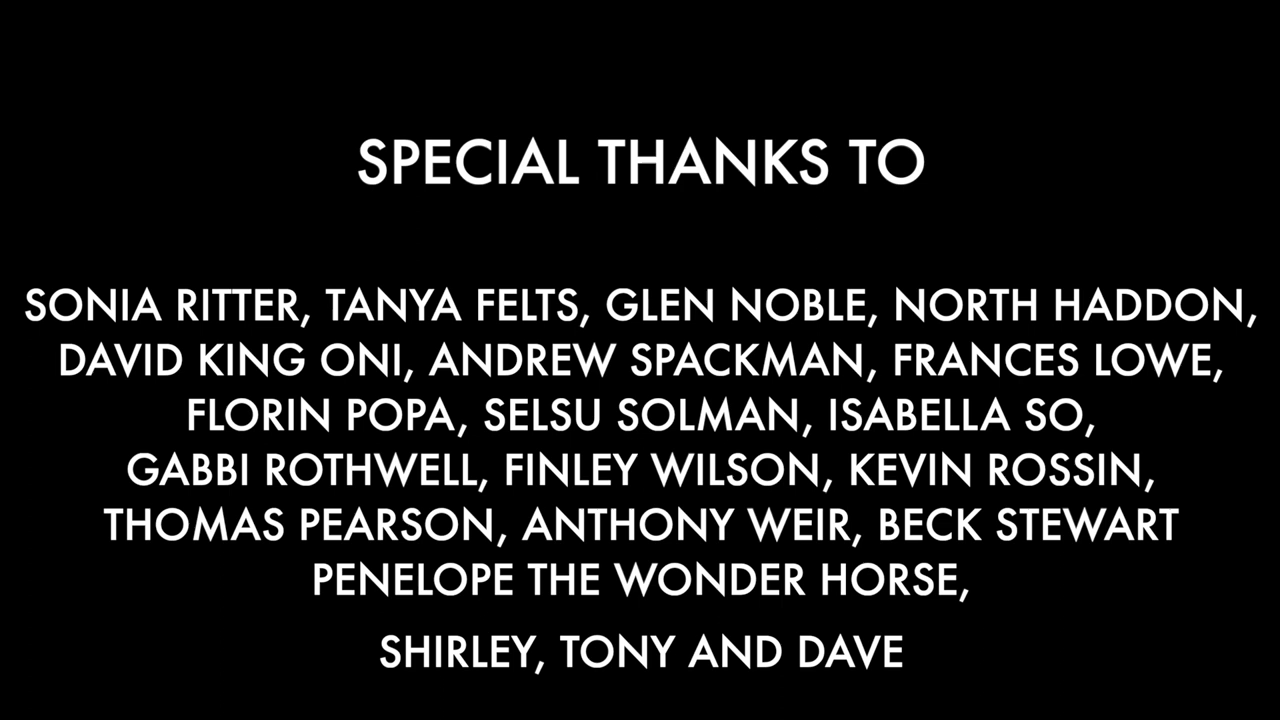 SPECIAL THANKS TO
SONIA RITTER, TANYA FELTS, GLEN NOBLE, NORTH HADDON,
DAVID KING ONI, ANDREW SPACKMAN, FRANCES LOWE,
FLORIN POPA, SELSU SOLMAN, ISABELLA SO,
GABBI ROTHWELL, FINLEY WILSON, KEVIN ROSSIN,
THOMAS PEARSON, ANTHONY WEIR, BECK STEWART
PENELOPE THE WONDER HORSE,
SHIRLEY, TONY AND DAVE